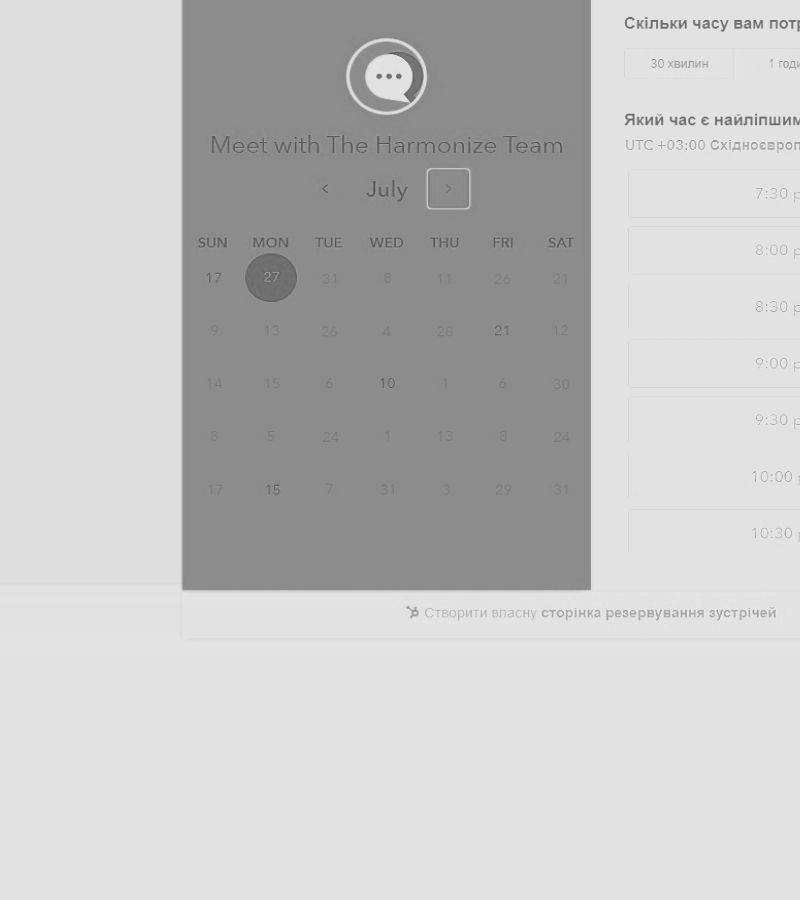 Meet with The Harmonize Team
July
SUN MON TUE WED THU FRI SAT
17 27 31 8 11 26 21
9 13 26 4 28 21 12
14 15 6 10 1 6 30
8 5 24 1 13 8 24
17 15 7 31 3 29 31
Скільки часу вам
30 хвилин 1
Який час є найліпшим
UTC +03:00
7:30
8:00
8:30
9:00
9:30
10:00
10:30
Створити власну сторінка резервування зустрічей